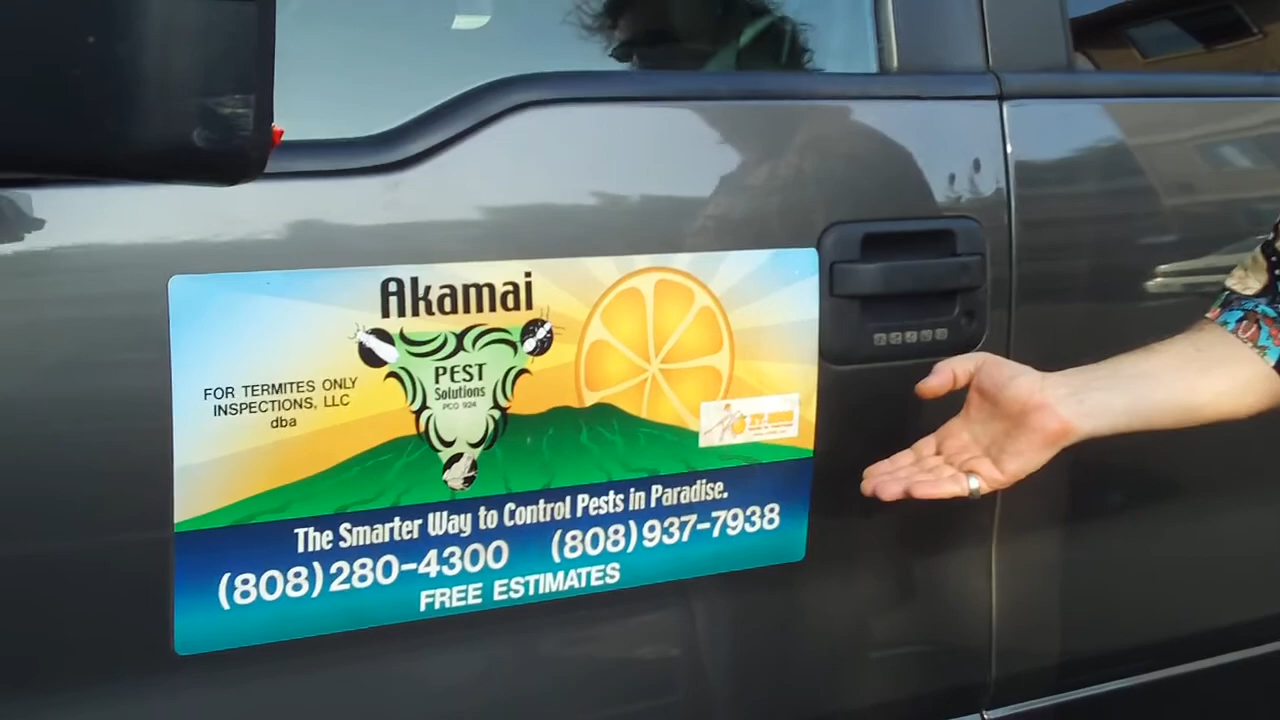 Akamai
PEST
Solutions
PCO 924
FOR TERMITES ONLY
INSPECTIONS, LLC
dba
The Smarter Way to Control Pests in Paradise.
(808) 280-4300 (808) 937-7938
FREE ESTIMATES